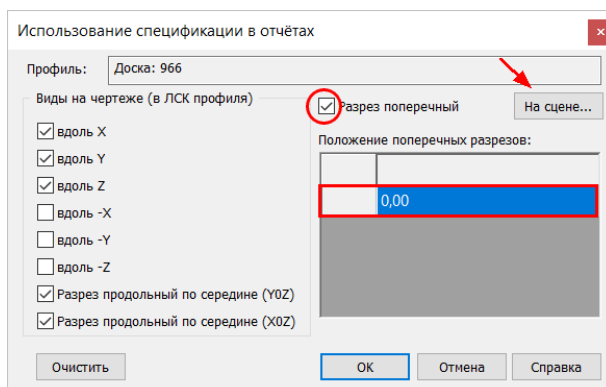 Использование спецификации в отчётах
Профиль: Доска: 966
Виды на чертеже (в ЛСК профиля)
вдоль X
вдоль Y
вдоль Z
вдоль -X
вдоль -Y
вдоль -Z
Разрез продольный по середине (Y0Z)
Разрез продольный по середине (X0Z)
Разрез поперечный
На сцене...
Положение поперечных разрезов:
0,00
Очистить
ОК
Отмена
Справка